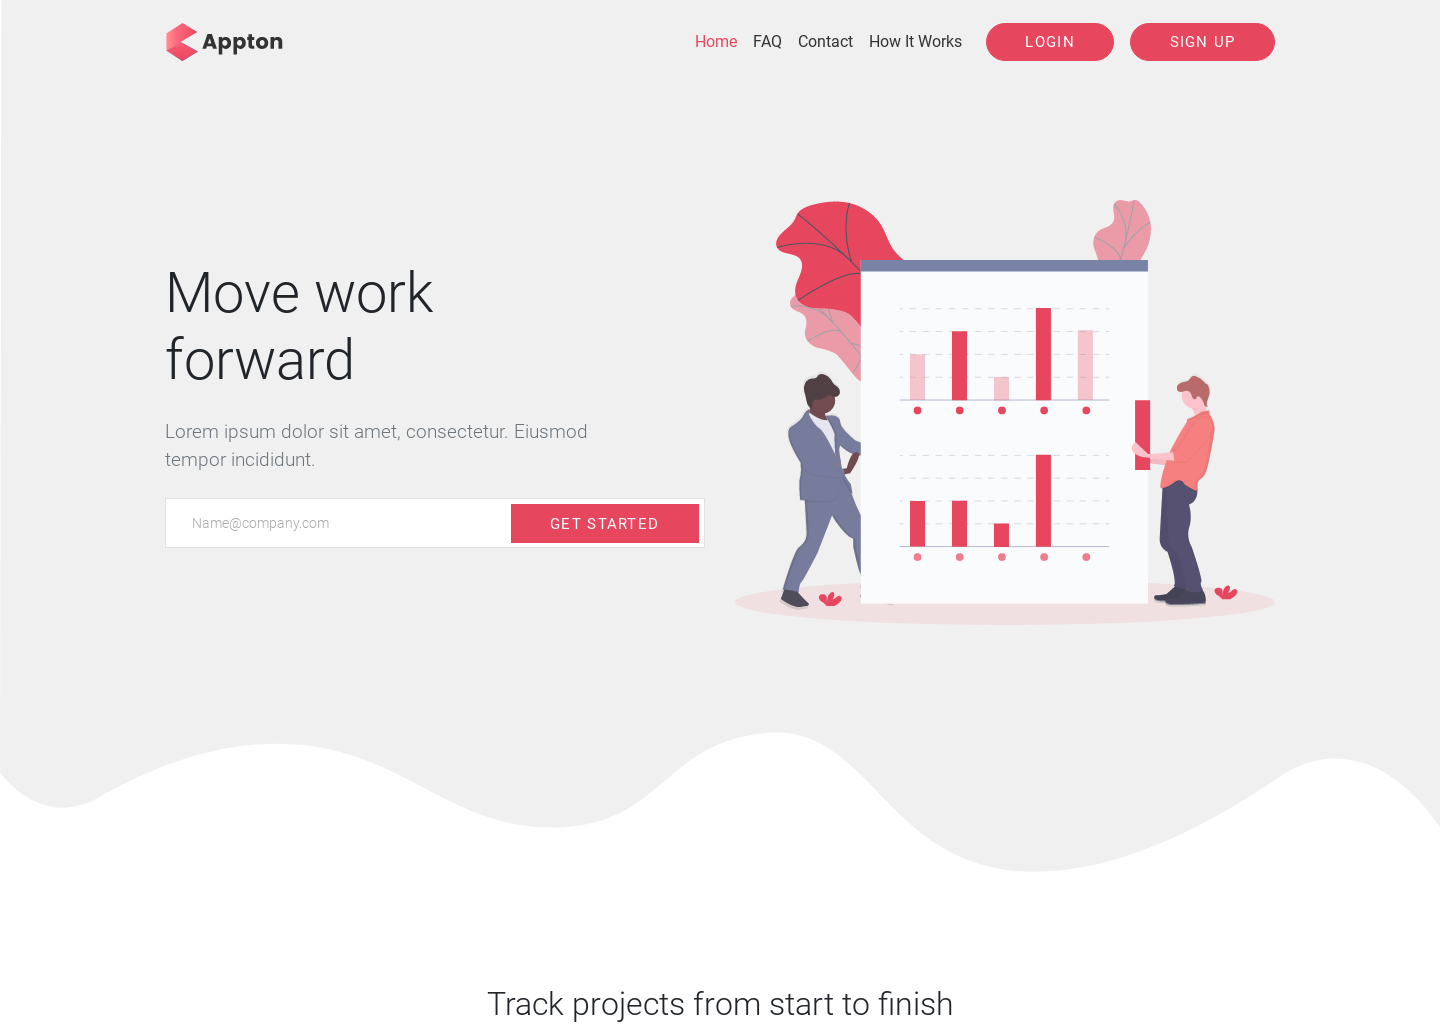 Appton
Home FAQ Contact How It Works LOGIN SIGN UP
Move work
forward
Lorem ipsum dolor sit amet, consectetur. Eiusmod
tempor incididunt.
Name@company.com GET STARTED
Track projects from start to finish